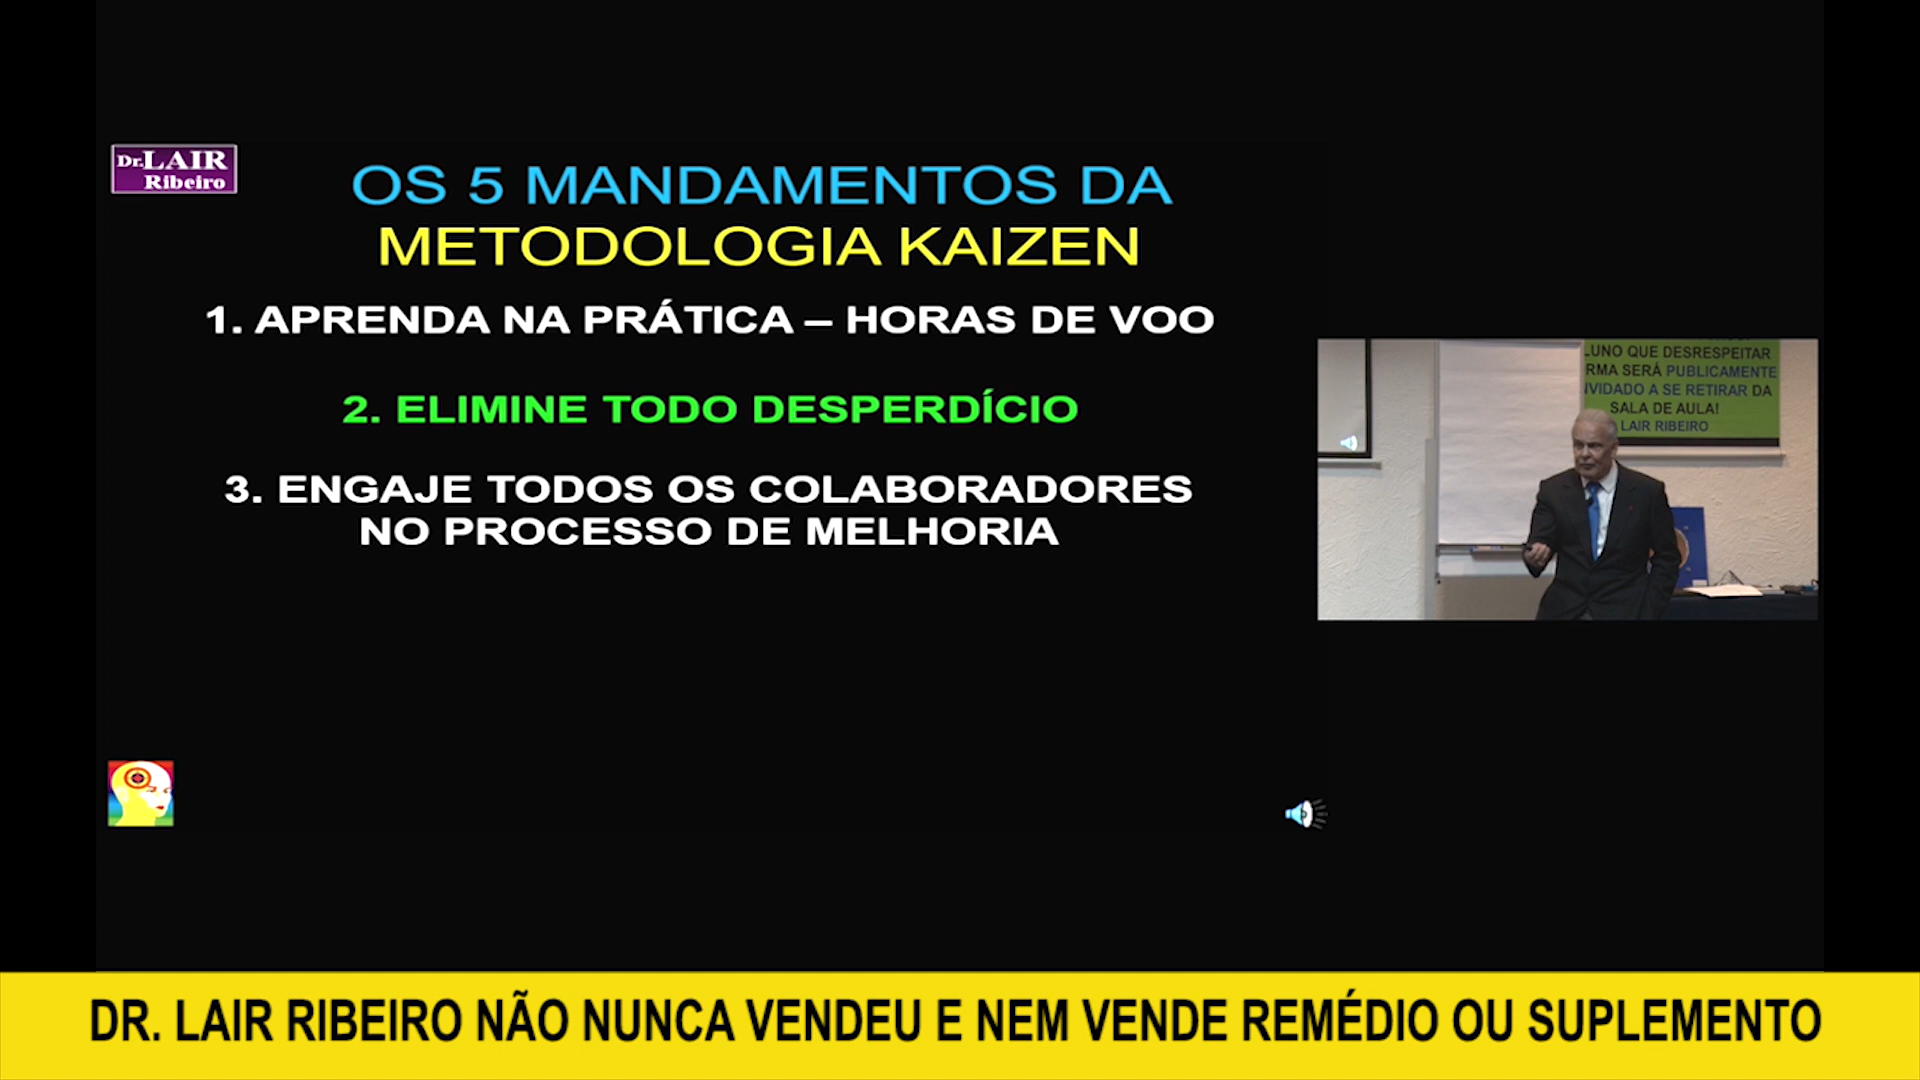 Dr. LAIR
Ribeiro
OS 5 MANDAMENTOS DA
METODOLOGIA KAIZEN
1. APRENDA NA PRÁTICA – HORAS DE VOO
2. ELIMINE TODO DESPERDÍCIO
3. ENGAJE TODOS OS COLABORADORES
NO PROCESSO DE MELHORIA
LUNO QUE DESRESPEITAR
RMA SERÁ PUBLICAMENTE
NVIDADO A SE RETIRAR DA
SALA DE AULA!
LAIR RIBEIRO
DR. LAIR RIBEIRO NÃO NUNCA VENDEU E NEM VENDE REMÉDIO OU SUPLEMENTO